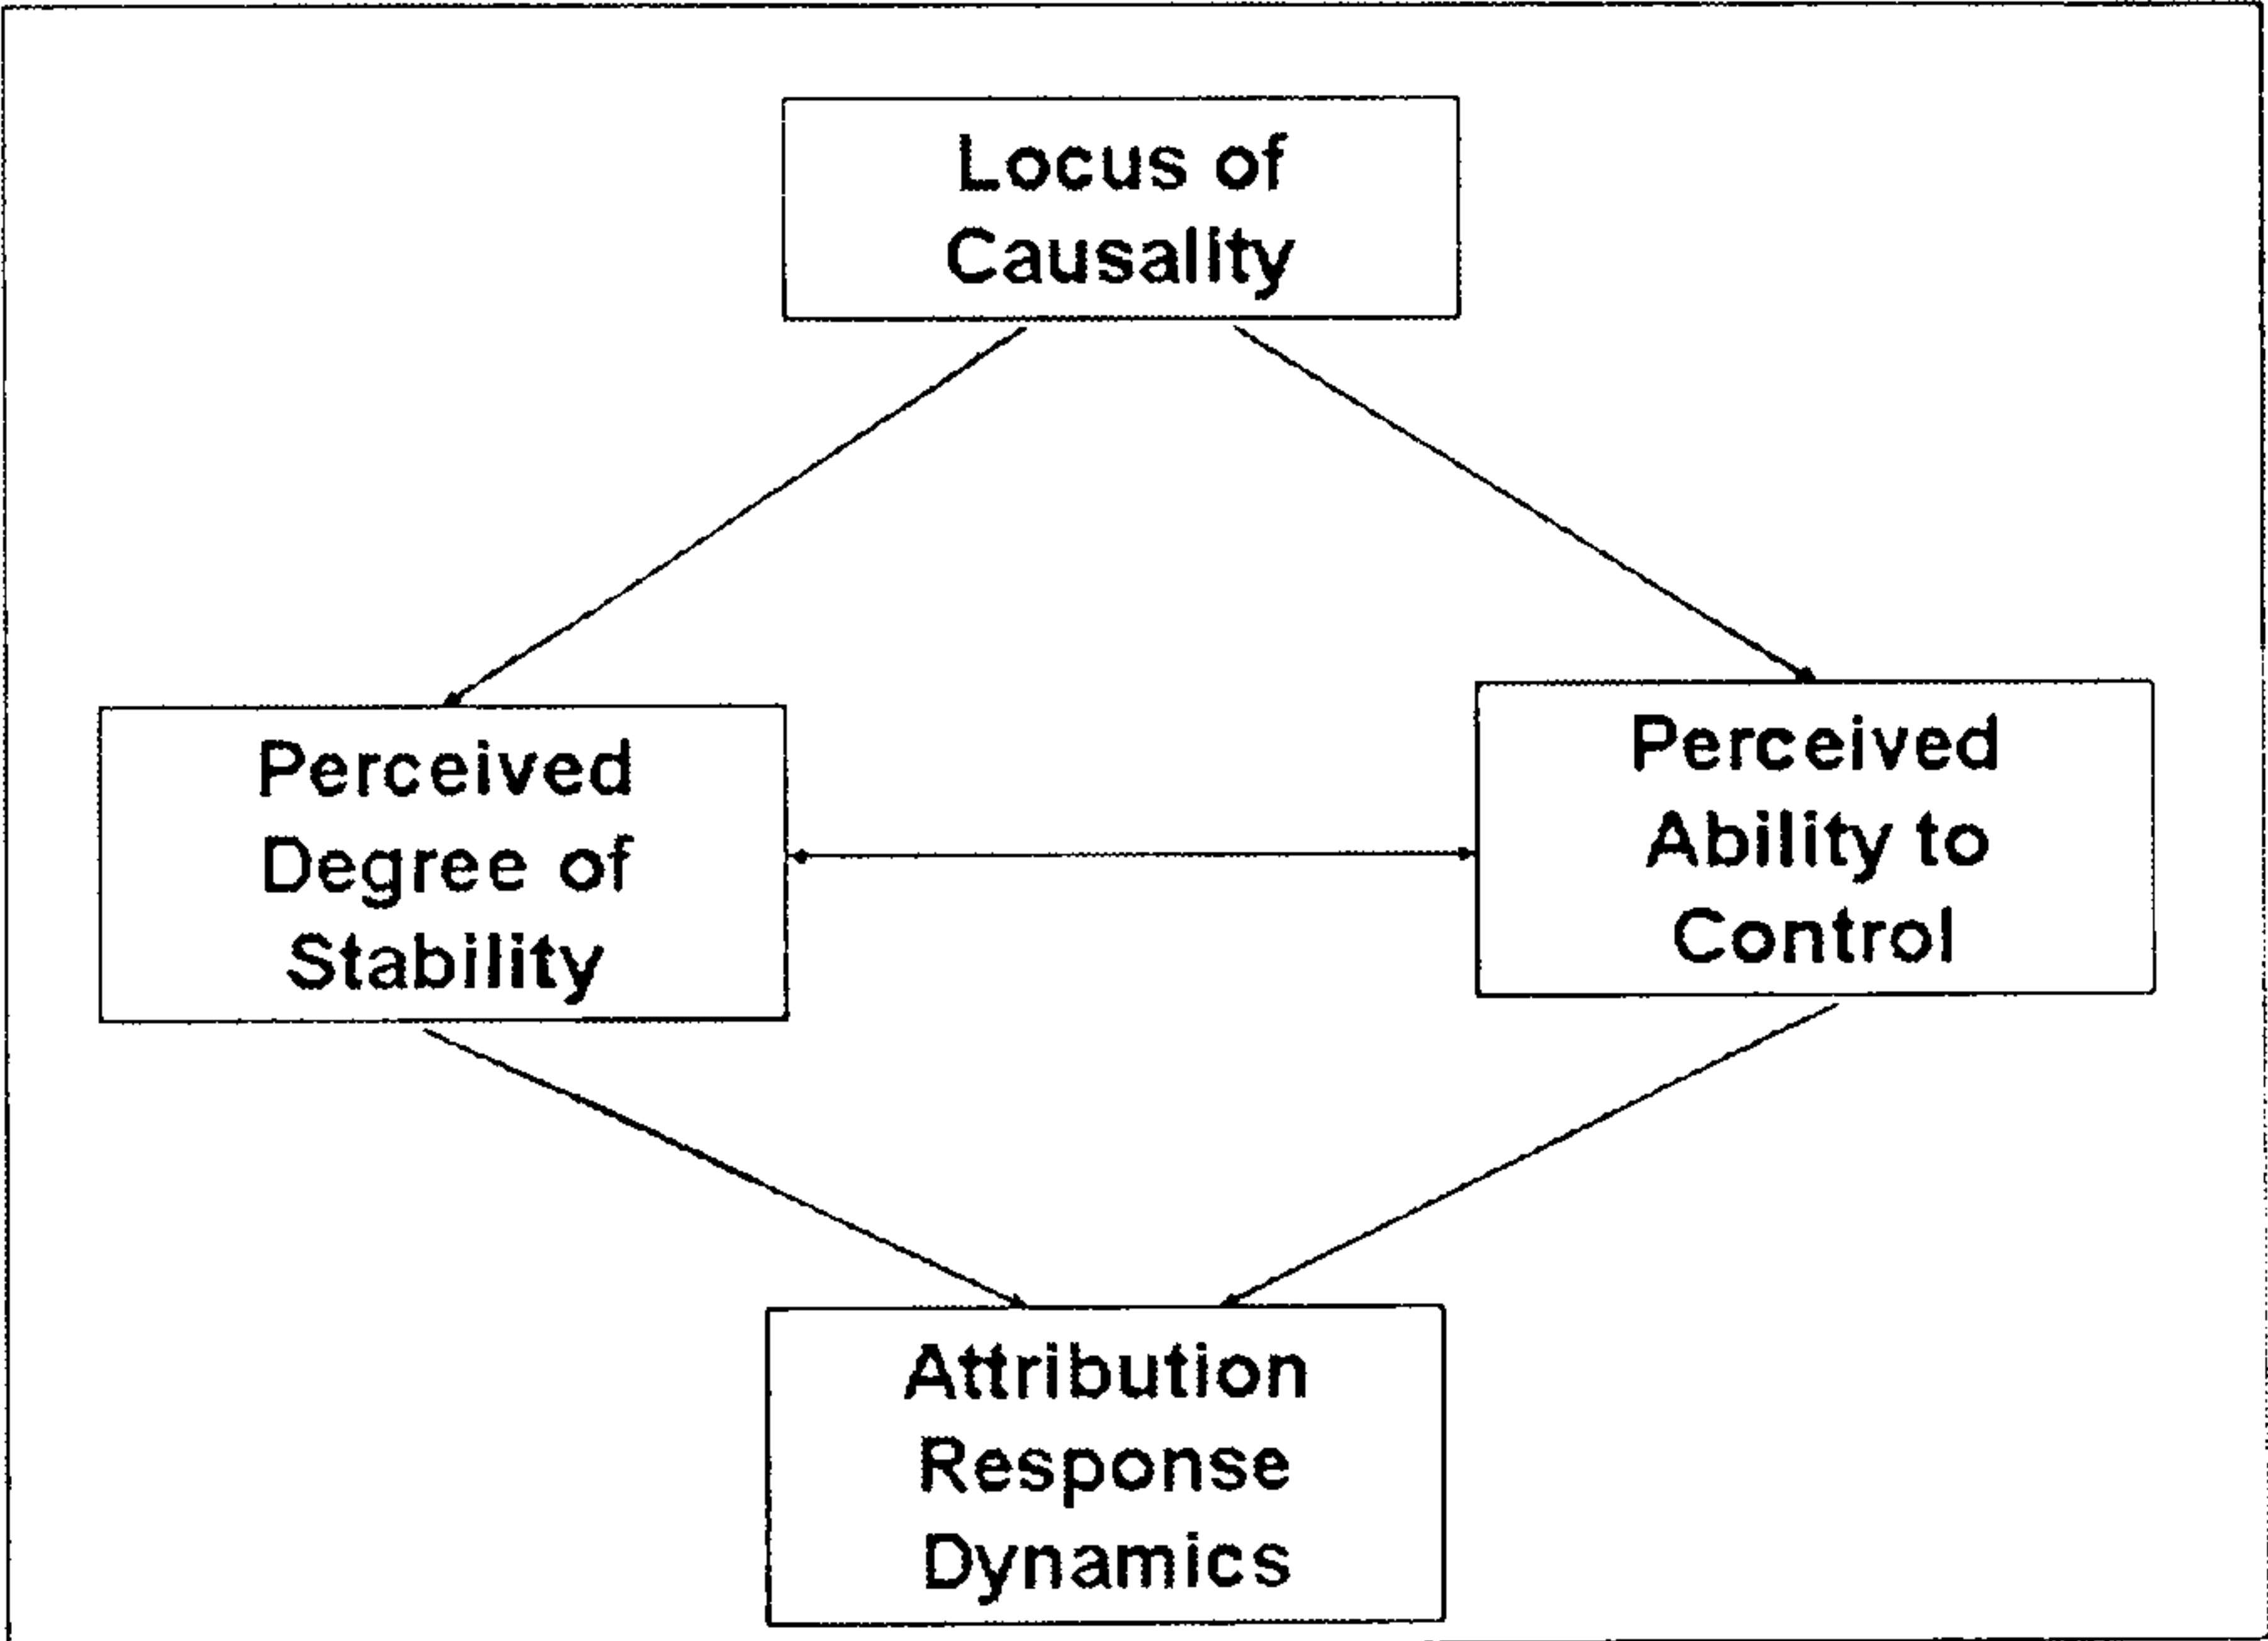 Locus of
Causality
Perceived
Degree of
Stability
Perceived
Ability to
Control
Attribution
Response
Dynamics